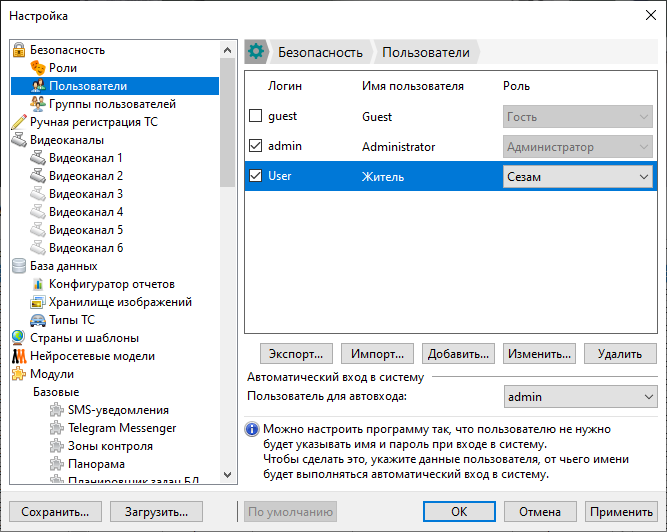 Настройка
Безопасность
Роли
Пользователи
Группы пользователей
Ручная регистрация ТС
Видеоканалы
Видеоканал 1
Видеоканал 2
Видеоканал 3
Видеоканал 4
Видеоканал 5
Видеоканал 6
База данных
Конфигуратор отчетов
Хранилище изображений
Типы ТС
Страны и шаблоны
Нейросетевые модели
Модули
Базовые
SMS-уведомления
Telegram Messenger
Зоны контроля
Панорама
Планировщик задач БД
Безопасность Пользователи
Логин Имя пользователя Роль
guest Guest Гость
admin Administrator Администратор
User Житель Сезам
Экспорт... Импорт... Добавить... Изменить... Удалить
Автоматический вход в систему
Пользователь для автовхода: admin
Можно настроить программу так, что пользователю не нужно
будет указывать имя и пароль при входе в систему.
Чтобы сделать это, укажите данные пользователя, от чьего имени
будет выполняться автоматический вход в систему.
Сохранить... Загрузить... По умолчанию OK Отмена Применить